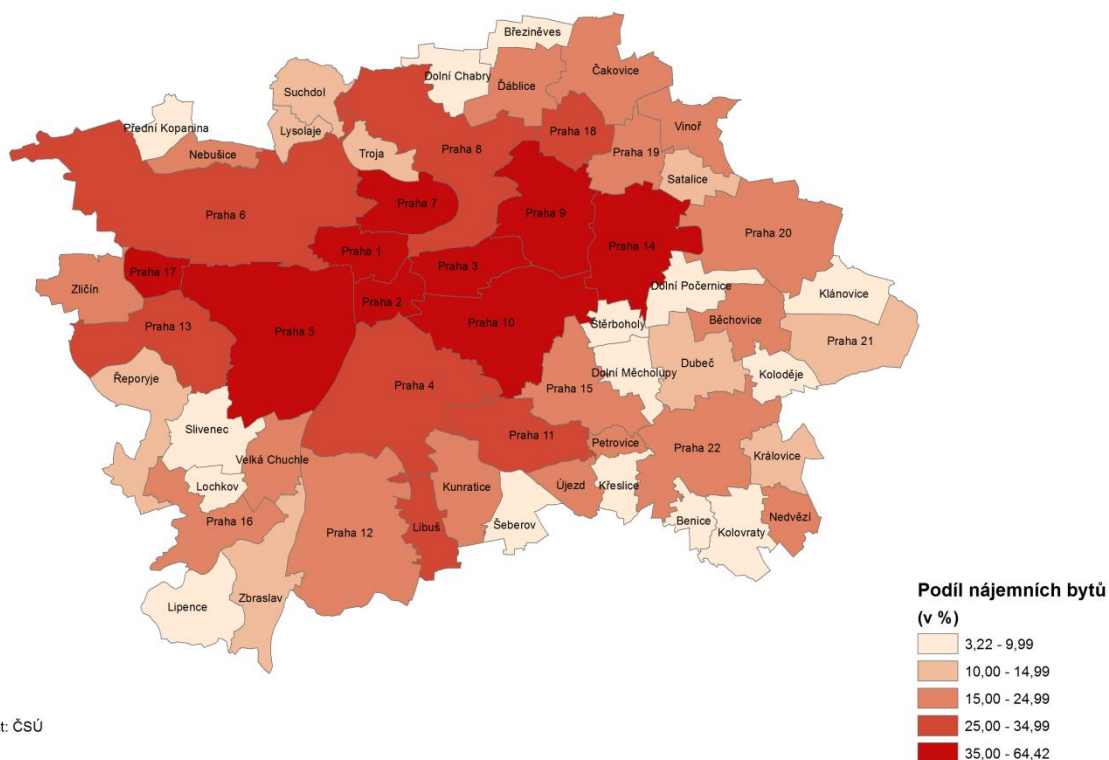 Březiněves
Dolní Chabry
Ďáblice
Čakovice
Suchdol
Přední Kopanina
Lysolaje
Praha 18
Vinoř
Nebušice
Troja
Praha 8
Praha 19
Satalice
Praha 7
Praha 6
Praha 9
Praha 20
Praha 14
Praha 1
Praha 3
Praha 17
Dolní Počernice
Zličín
Praha 2
Klánovice
Praha 10
Štěrboholy
Běchovice
Praha 13
Praha 5
Praha 21
Dubeč
Dolní Měcholupy
Koloděje
Řeporyje
Praha 4
Praha 15
Slivenec
Praha 11
Petrovice
Praha 22
Velká Chuchle
Královice
Lochkov
Kunratice
Újezd
Křeslice
Praha 16
Libuš
Šeberov
Benice
Nedvězí
Praha 12
Kolovraty
Zbraslav
Lipence
Podíl nájemních bytů
(v %)
3,22 - 9,99
10,00 - 14,99
15,00 - 24,99
25,00 - 34,99
35,00 - 64,42
t: ČSÚ